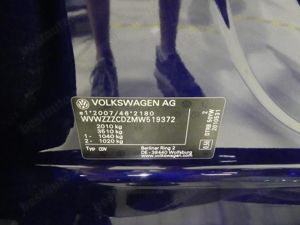 VOLKSWAGEN AG
e1*2007/46*2180
WVWZZZCDZMW519372
2010 kg
3510 kg
1 - 1040 kg
2 - 1020 kg
Typ CDV
Berliner Ring 2
DE - 38440 Wolfsburg
www.volkswagen.com